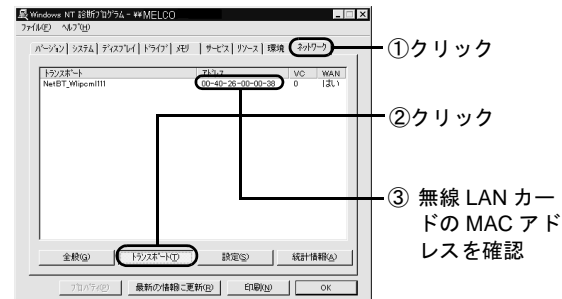 Windows NT 診断プログラム - ¥¥MELCO
ファイル(F) ヘルプ(H)
バージョン システム ディスプレイ ドライブ メモリ サービス リソース 環境 ネットワーク
①クリック
トランスポート アドレス VC WAN
NetBT_Wlipcml111 00-40-26-00-00-38 0 はい
②クリック
③ 無線 LAN カー
ドの MAC アド
レスを確認
全般(G) トランスポート(T) 設定(S) 統計情報(A)
プロパティ(P) 最新の情報に更新(R) 印刷(N) OK